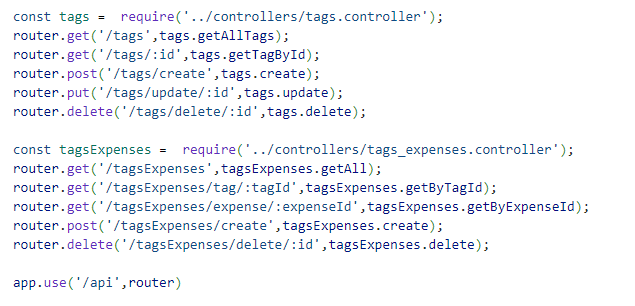 const tags =  require('../controllers/tags.controller');
router.get('/tags',tags.getAllTags);
router.get('/tags/:id',tags.getTagById);
router.post('/tags/create',tags.create);
router.put('/tags/update/:id',tags.update);
router.delete('/tags/delete/:id',tags.delete);

const tagsExpenses =  require('../controllers/tags_expenses.controller');
router.get('/tagsExpenses',tagsExpenses.getAll);
router.get('/tagsExpenses/tag/:tagId',tagsExpenses.getByTagId);
router.get('/tagsExpenses/expense/:expenseId',tagsExpenses.getByExpenseId);
router.post('/tagsExpenses/create',tagsExpenses.create);
router.delete('/tagsExpenses/delete/:id',tagsExpenses.delete);

app.use('/api',router)